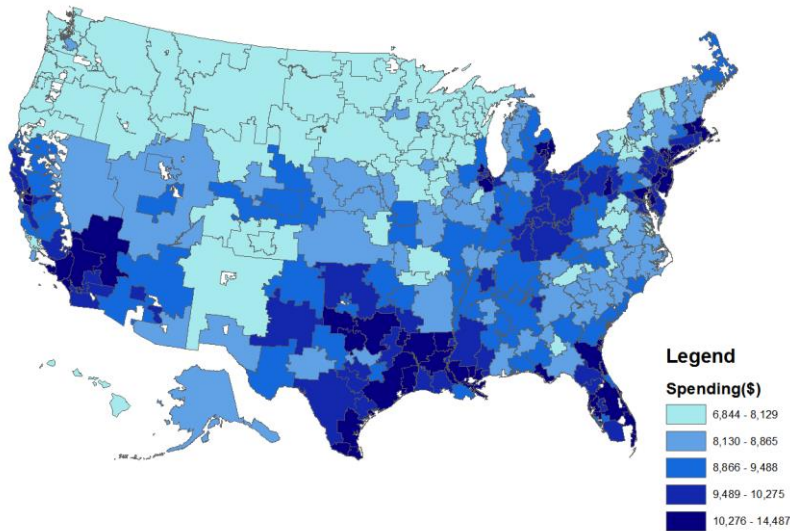 Legend
Spending($)
6,844 - 8,129
8,130 - 8,865
8,866 - 9,488
9,489 - 10,275
10,276 - 14,487